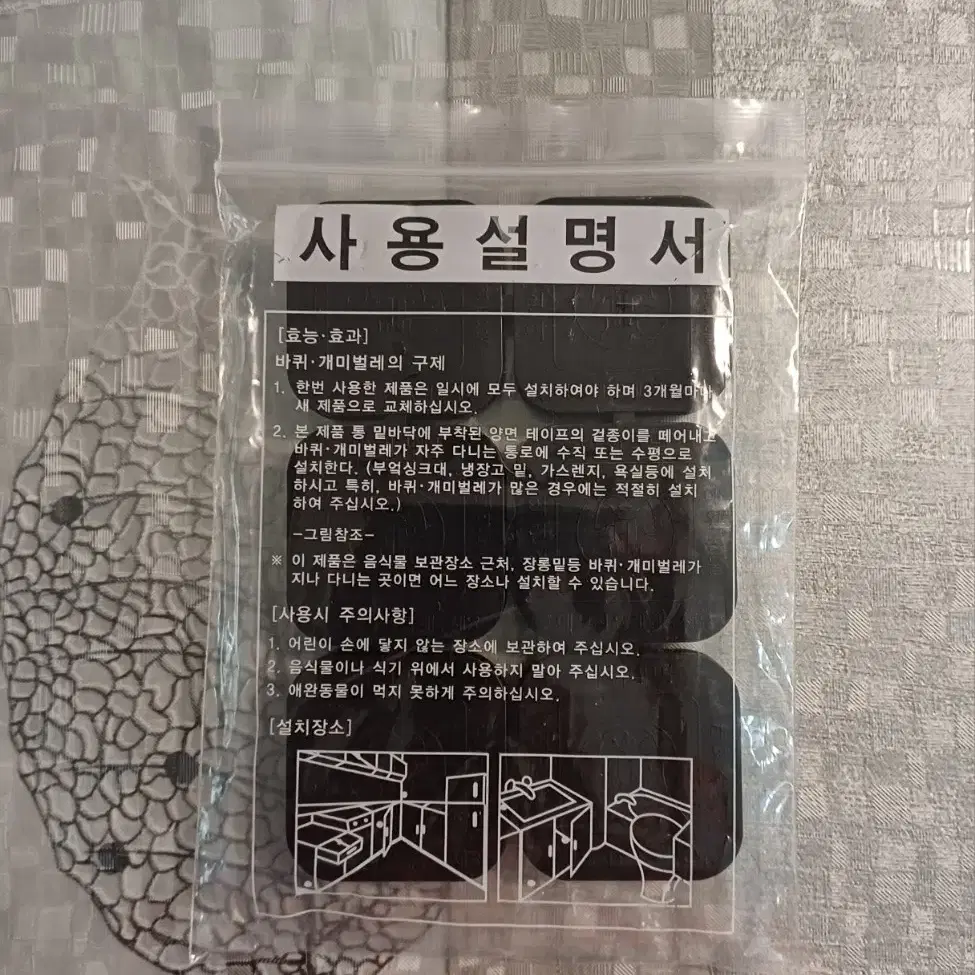 사용설명서
[효능·효과]
바퀴·개미벌레의 구제
1. 한번 사용한 제품은 일시에 모두 설치하여야 하며 3개월마다
새 제품으로 교체하십시오.
2. 본 제품 통 밑바닥에 부착된 양면 테이프의 겉종이를 떼어내고
바퀴·개미벌레가 자주 다니는 통로에 수직 또는 수평으로
설치한다. (부엌싱크대, 냉장고 밑, 가스렌지, 욕실등에 설치
하시고 특히, 바퀴·개미벌레가 많은 경우에는 적절히 설치
하여 주십시오.)
-그림참조-
※ 이 제품은 음식물 보관장소 근처, 장롱밑등 바퀴·개미벌레가
지나 다니는 곳이면 어느 장소나 설치할 수 있습니다.
[사용시 주의사항]
1. 어린이 손에 닿지 않는 장소에 보관하여 주십시오.
2. 음식물이나 식기 위에서 사용하지 말아 주십시오.
3. 애완동물이 먹지 못하게 주의하십시오.
[설치장소]